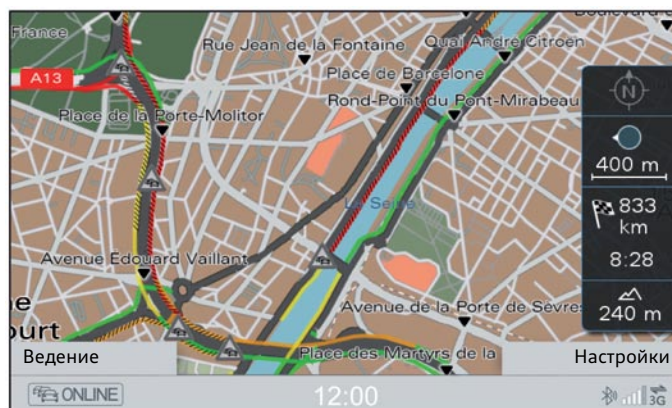 France
Boulevard
Rue Jean de la Fontaine
Quai André Citroën
Place de Barcelone
A13
Rond-Point du Pont-Mirabeau
Place de la Porte-Molitor
N
400 m
La Seine
833
km
8:28
Avenue Edouard Vaillant
240 m
ne
ourt
Avenue de la Porte de Sèvres
Ведение
Place des Martyrs de la
Настройки
ONLINE
12:00
3G